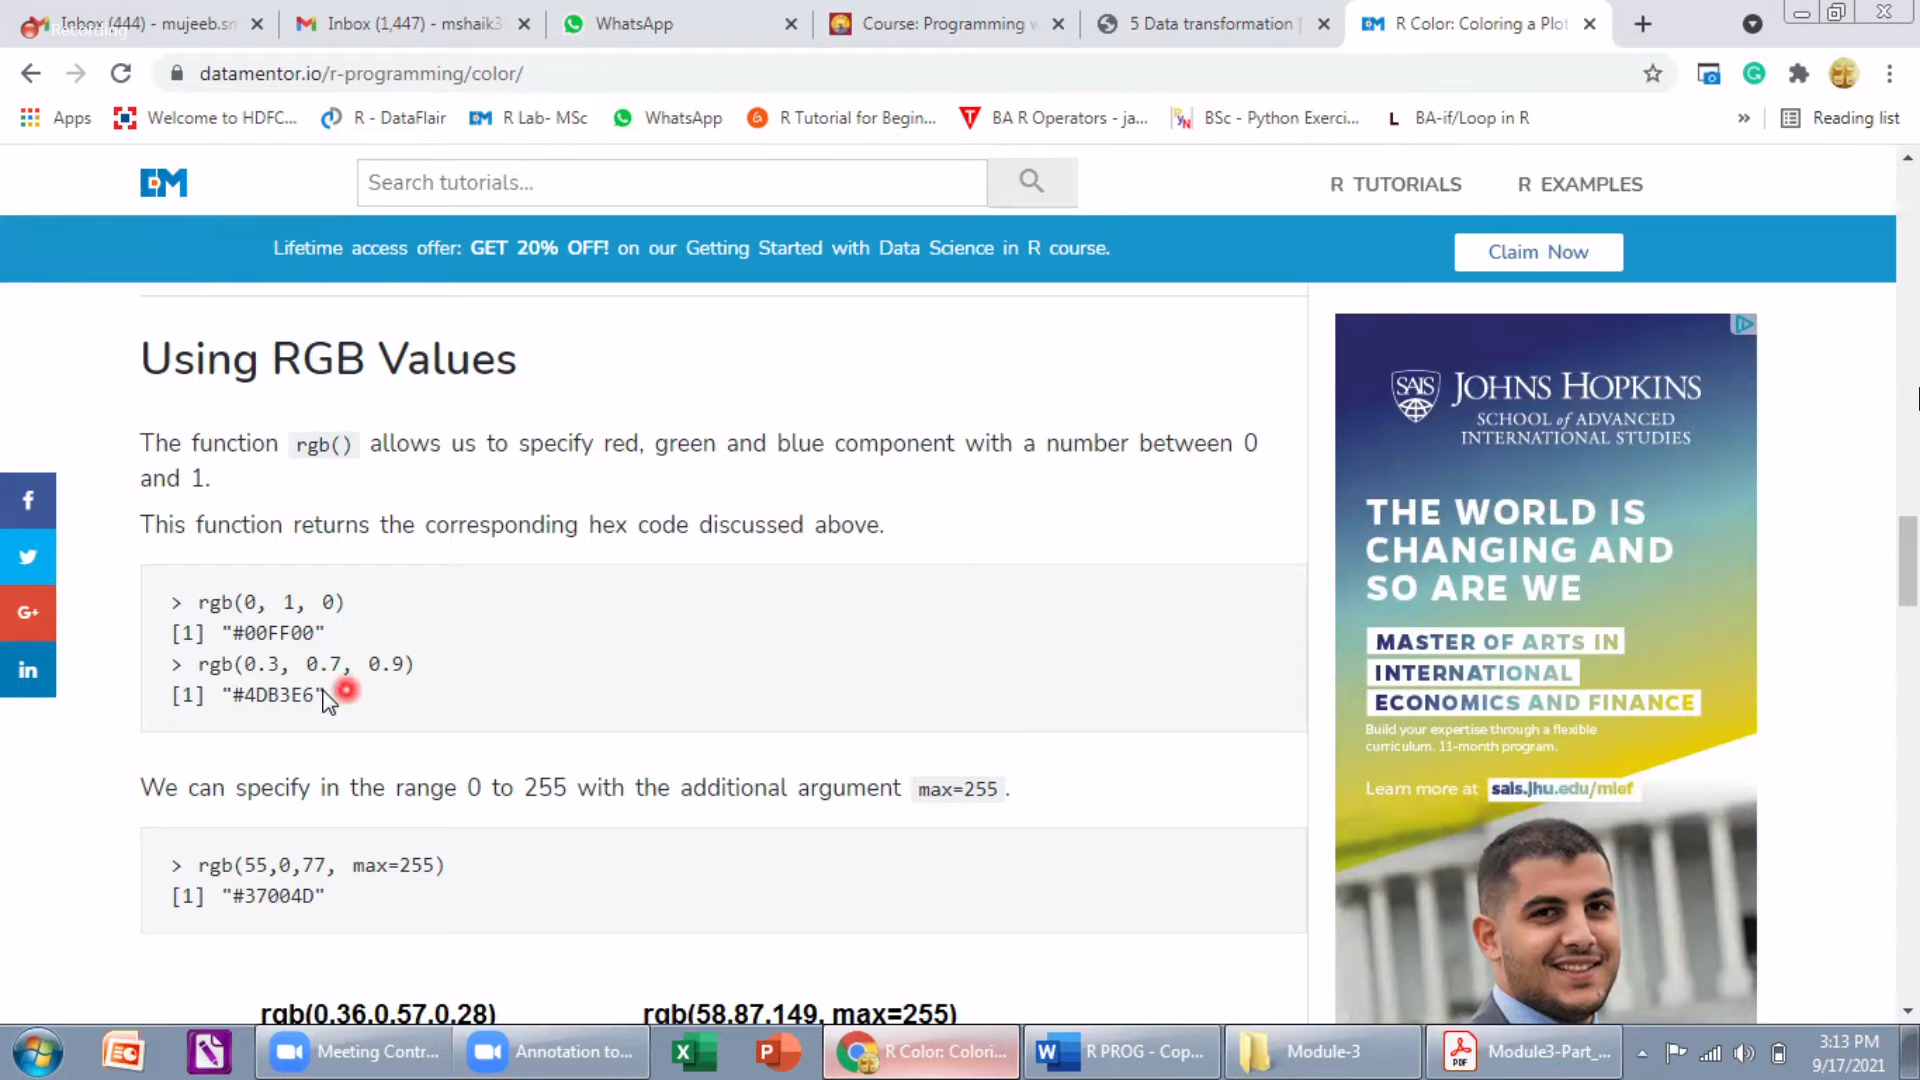 Inbox (444) - mujeeb.sm
Recording
Inbox (1,447) - mshaik3
WhatsApp
Course: Programming w
5 Data transformation |
R Color: Coloring a Plot
datamentor.io/r-programming/color/
Apps
Welcome to HDFC...
R - DataFlair
R Lab- MSc
WhatsApp
R Tutorial for Begin...
BA R Operators - ja...
BSc - Python Exerci...
BA-if/Loop in R
Reading list
DM
Search tutorials...
R TUTORIALS
R EXAMPLES
Lifetime access offer: GET 20% OFF! on our Getting Started with Data Science in R course.
Claim Now
Using RGB Values
The function rgb() allows us to specify red, green and blue component with a number between 0
and 1.
This function returns the corresponding hex code discussed above.
> rgb(0, 1, 0)
[1] "#00FF00"
> rgb(0.3, 0.7, 0.9)
[1] "#4DB3E6"
We can specify in the range 0 to 255 with the additional argument max=255.
> rgb(55,0,77, max=255)
[1] "#37004D"
rgb(0.36,0.57,0.28)
rgb(58,87,149, max=255)
SAIS
JOHNS HOPKINS
SCHOOL of ADVANCED
INTERNATIONAL STUDIES
THE WORLD IS
CHANGING AND
SO ARE WE
MASTER OF ARTS IN
INTERNATIONAL
ECONOMICS AND FINANCE
Build your expertise through a flexible
curriculum. 11-month program.
Learn more at sais.jhu.edu/mief
Meeting Contr...
Annotation to...
R Color: Colori...
R PROG - Cop...
Module-3
Module3-Part_...
3:13 PM
9/17/2021